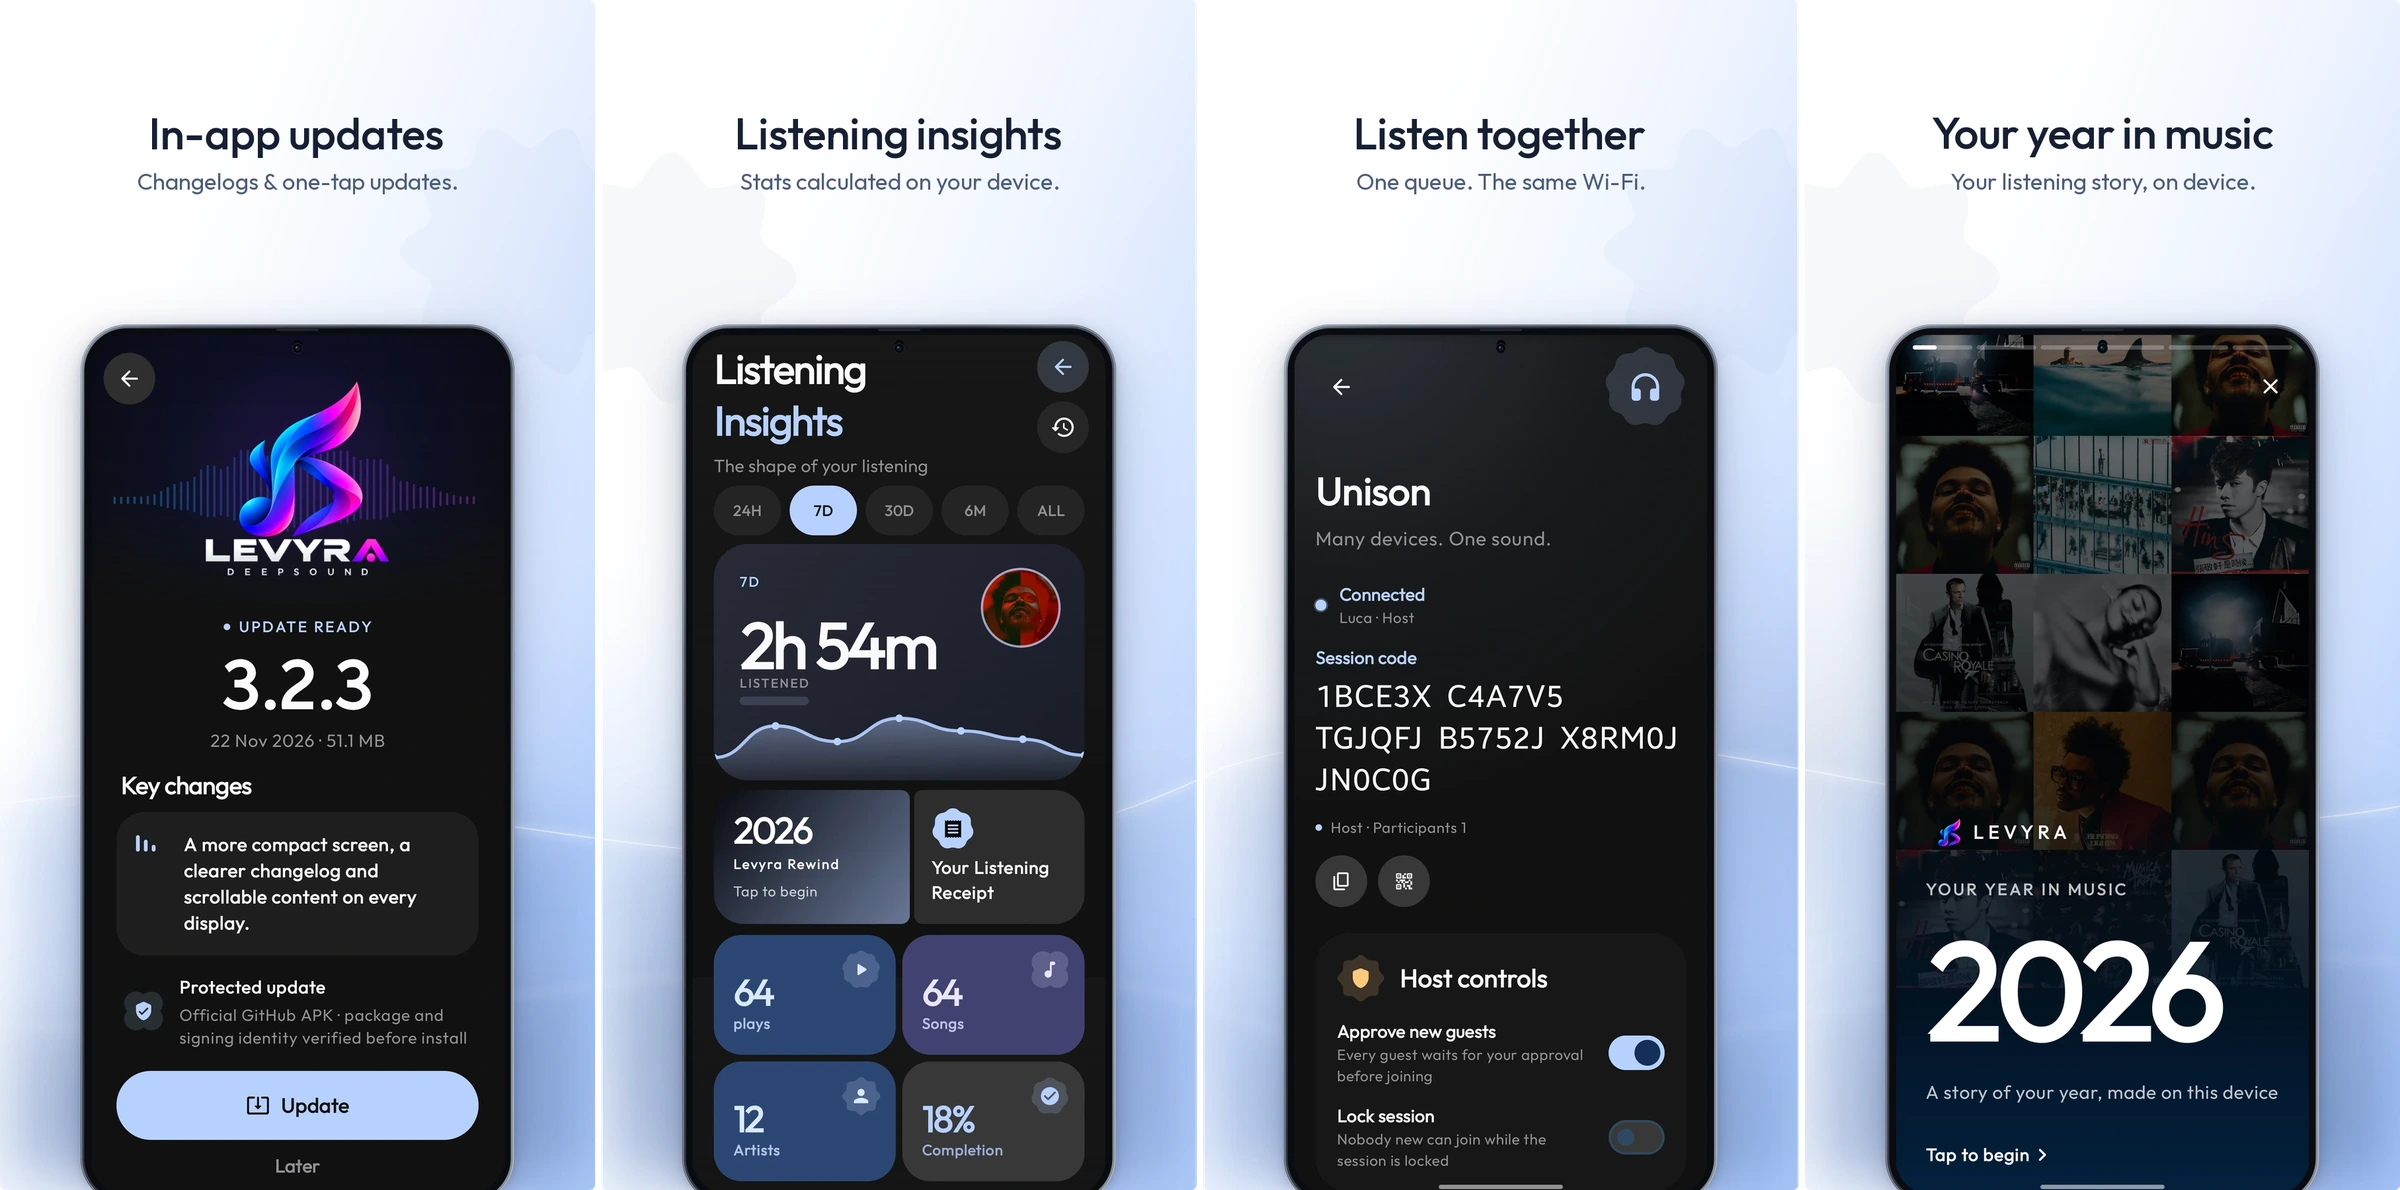 In-app updates
Changelogs & one-tap updates.
LEVYRA
DEEPSOUND
• UPDATE READY
3.2.3
22 Nov 2026 · 51.1 MB
Key changes
A more compact screen, a
clearer changelog and
scrollable content on every
display.
Protected update
Official GitHub APK · package and
signing identity verified before install
Update
Later
Listening insights
Stats calculated on your device.
Listening
Insights
The shape of your listening
24H 7D 30D 6M ALL
7D
2h 54m
LISTENED
2026
Levyra Rewind
Tap to begin
Your Listening
Receipt
64
plays
64
Songs
12
Artists
18%
Completion
Listen together
One queue. The same Wi-Fi.
Unison
Many devices. One sound.
Connected
Luca · Host
Session code
1BCE3X C4A7V5
TGJQFJ B5752J X8RM0J
JN0C0G
• Host · Participants 1
Host controls
Approve new guests
Every guest waits for your approval
before joining
Lock session
Nobody new can join while the
session is locked
Your year in music
Your listening story, on device.
Hins
CASINO
ROYALE
LEVYRA
YOUR YEAR IN MUSIC
CASINO
ROYALE
2026
A story of your year, made on this device
Tap to begin